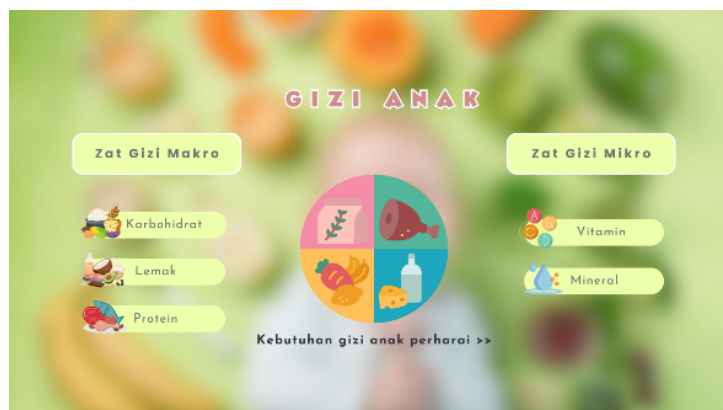 GIZI ANAK
Zat Gizi Makro
Karbohidrat
Lemak
Protein
Zat Gizi Mikro
Vitamin
Mineral
Kebutuhan gizi anak perharai >>